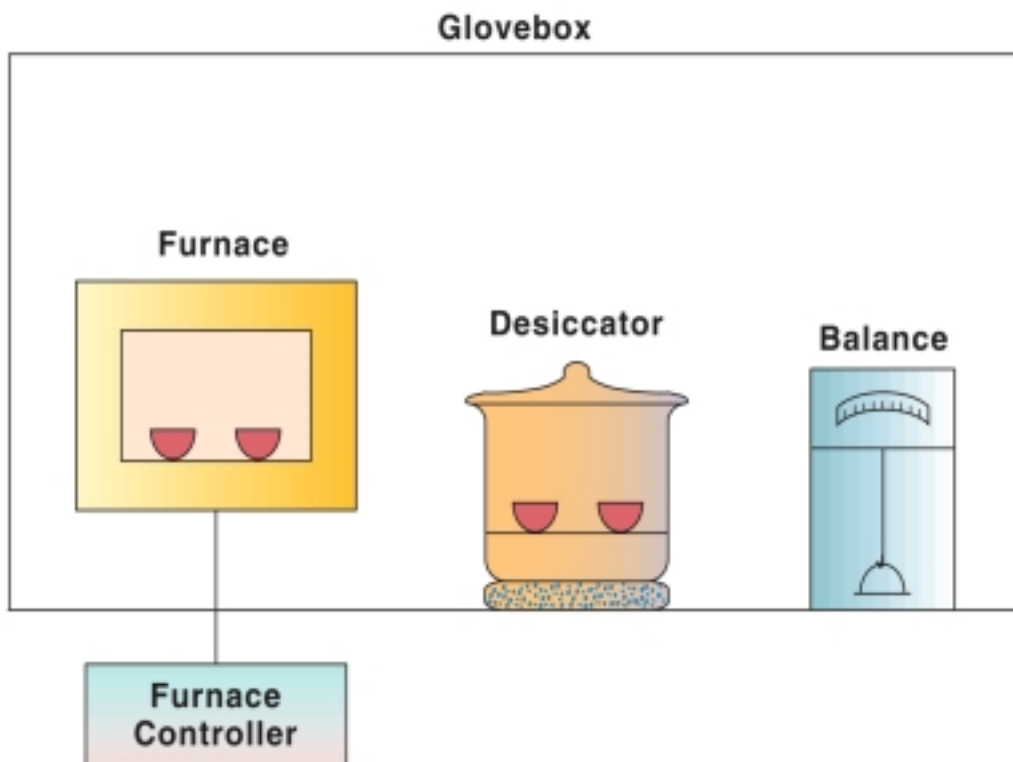 Glovebox
Furnace
Desiccator
Balance
Furnace
Controller